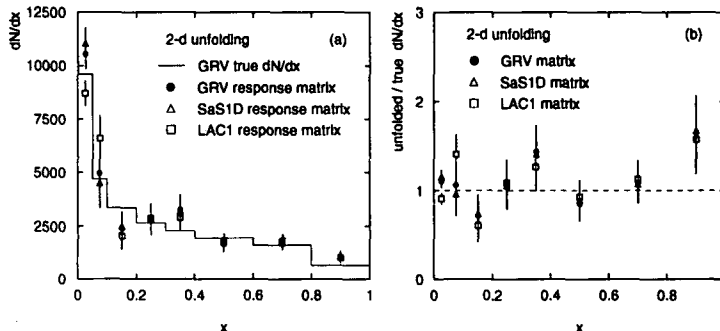 dN/dx
12500
10000
7500
5000
2500
0
0 0.2 0.4 0.6 0.8 1
x
2-d unfolding (a)
GRV true dN/dx
GRV response matrix
SaS1D response matrix
LAC1 response matrix
unfolded / true dN/dx
3
2
1
0
0 0.2 0.4 0.6 0.8
x
2-d unfolding (b)
GRV matrix
SaS1D matrix
LAC1 matrix